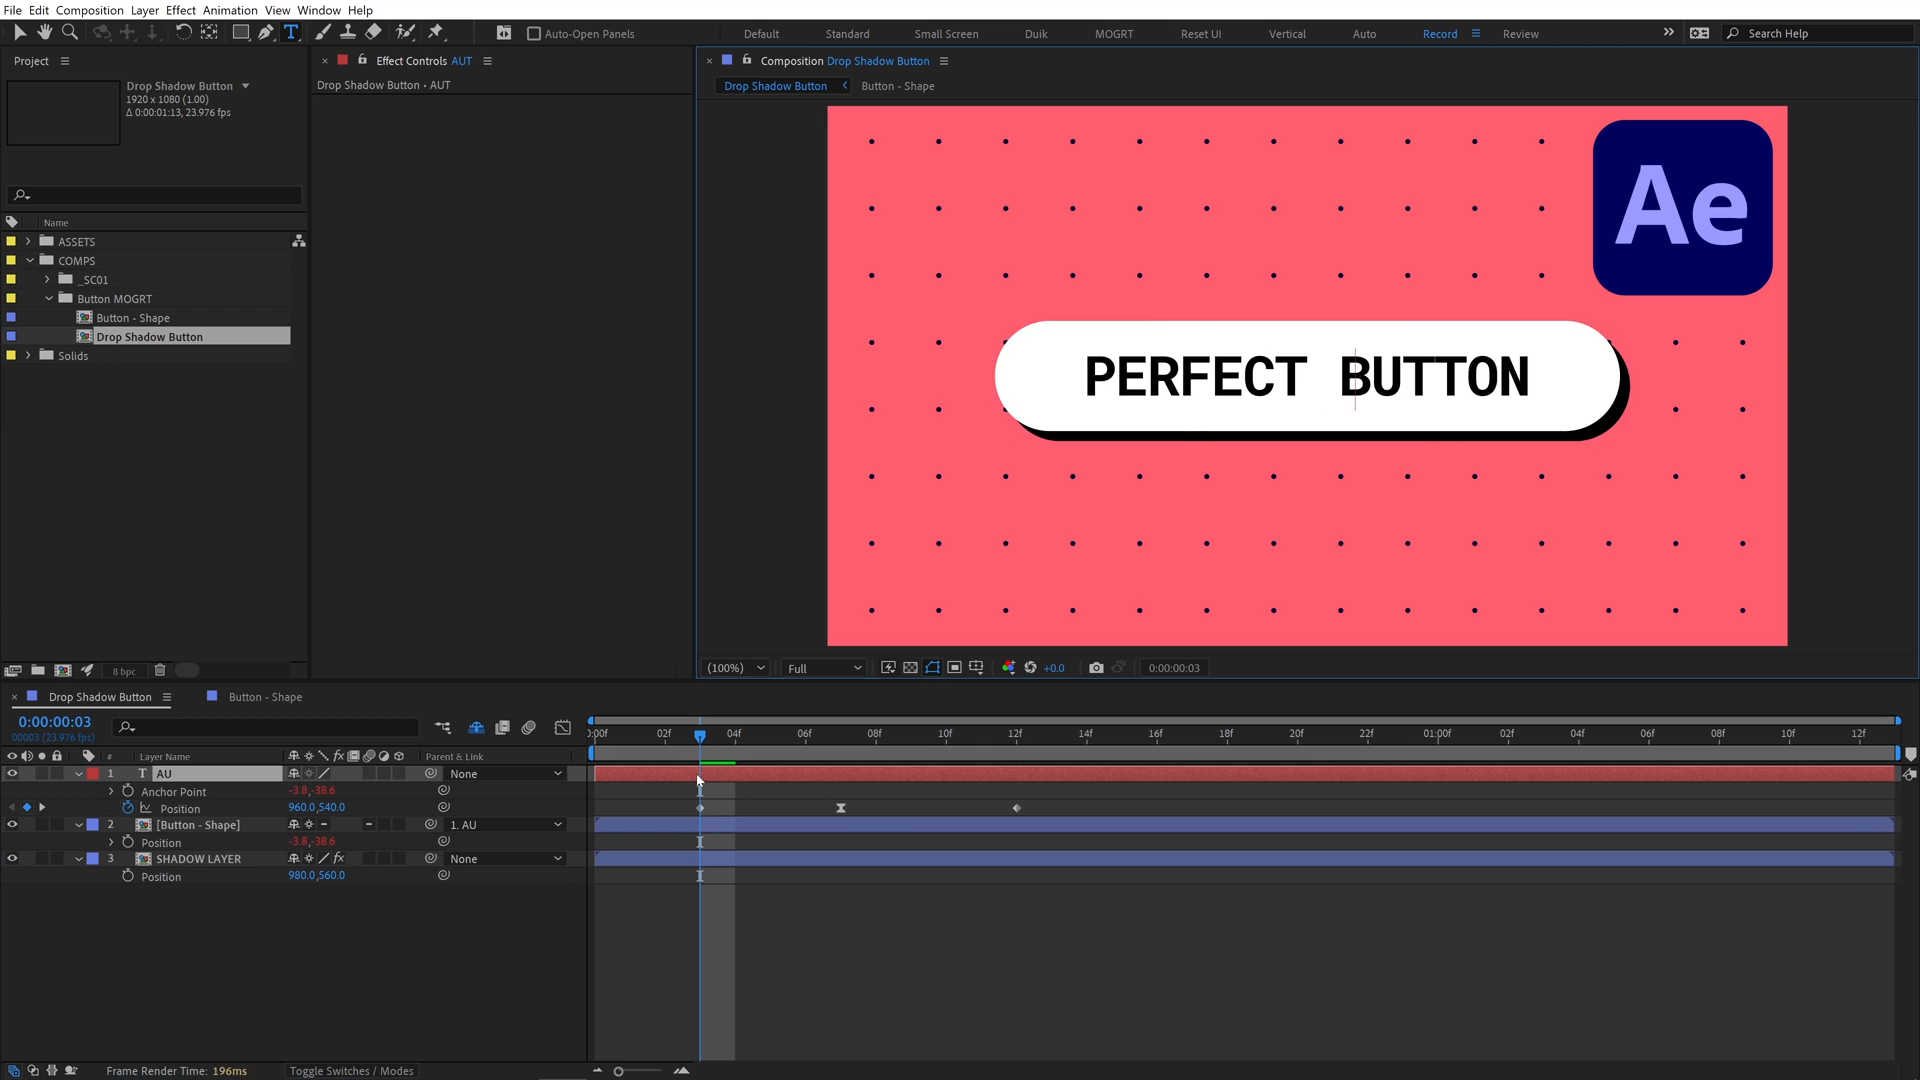 File Edit Composition Layer Effect Animation View Window Help
Auto-Open Panels
Default Standard Small Screen Duik MOGRT Reset UI Vertical Auto Record Review
Search Help
Project
Drop Shadow Button
1920 x 1080 (1.00)
Δ 0:00:01:13, 23.976 fps
Name
ASSETS
COMPS
_SC01
Button MOGRT
Button - Shape
Drop Shadow Button
Solids
8 bpc
Effect Controls AUT
Drop Shadow Button • AUT
Composition Drop Shadow Button
Drop Shadow Button Button - Shape
Ae
PERFECT BUTTON
(100%) Full +0.0 0:00:00:03
Drop Shadow Button Button - Shape
0:00:00:03
00003 (23.976 fps)
:00f 02f 04f 06f 08f 10f 12f 14f 16f 18f 20f 22f 01:00f 02f 04f 06f 08f 10f 12f
# Layer Name fx Parent & Link
1 T AU None
Anchor Point -3.8,-38.6
Position 960.0,540.0
2 [Button - Shape] 1. AU
Position -3.8,-38.6
3 SHADOW LAYER fx None
Position 980.0,560.0
Frame Render Time: 196ms Toggle Switches / Modes